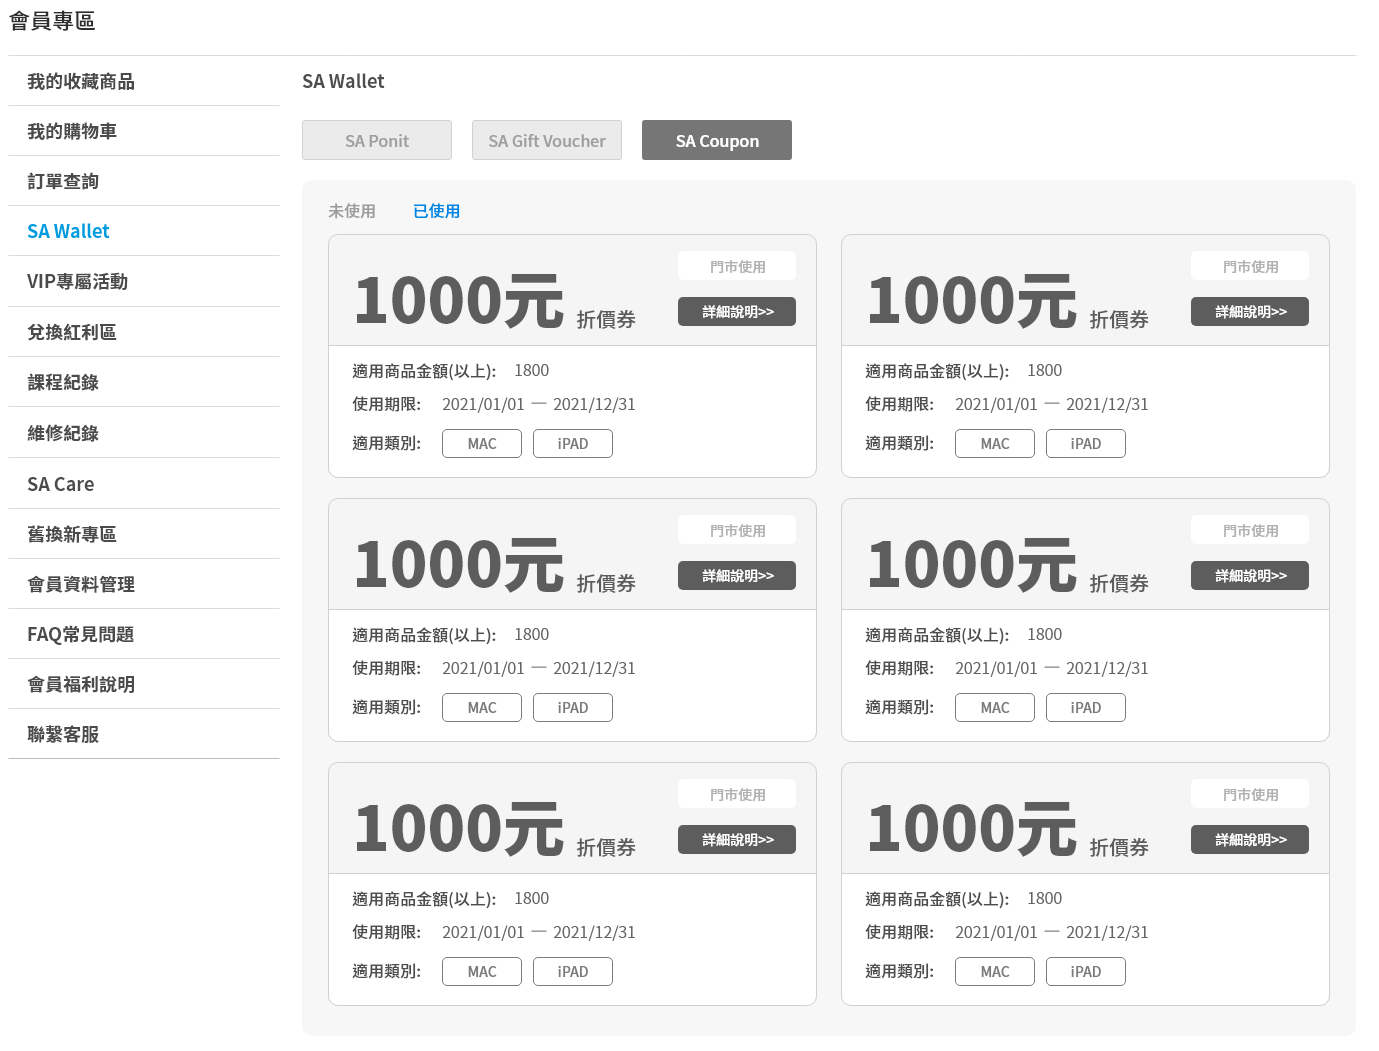 會員專區
我的收藏商品
我的購物車
訂單查詢
SA Wallet
VIP專屬活動
兌換紅利區
課程紀錄
維修紀錄
SA Care
舊換新專區
會員資料管理
FAQ常見問題
會員福利說明
聯繫客服
SA Wallet
SA Ponit SA Gift Voucher SA Coupon
未使用 已使用
門市使用
1000元 折價券
詳細說明>>
適用商品金額(以上): 1800
使用期限: 2021/01/01 — 2021/12/31
適用類別: MAC iPAD
門市使用
1000元 折價券
詳細說明>>
適用商品金額(以上): 1800
使用期限: 2021/01/01 — 2021/12/31
適用類別: MAC iPAD
門市使用
1000元 折價券
詳細說明>>
適用商品金額(以上): 1800
使用期限: 2021/01/01 — 2021/12/31
適用類別: MAC iPAD
門市使用
1000元 折價券
詳細說明>>
適用商品金額(以上): 1800
使用期限: 2021/01/01 — 2021/12/31
適用類別: MAC iPAD
門市使用
1000元 折價券
詳細說明>>
適用商品金額(以上): 1800
使用期限: 2021/01/01 — 2021/12/31
適用類別: MAC iPAD
門市使用
1000元 折價券
詳細說明>>
適用商品金額(以上): 1800
使用期限: 2021/01/01 — 2021/12/31
適用類別: MAC iPAD